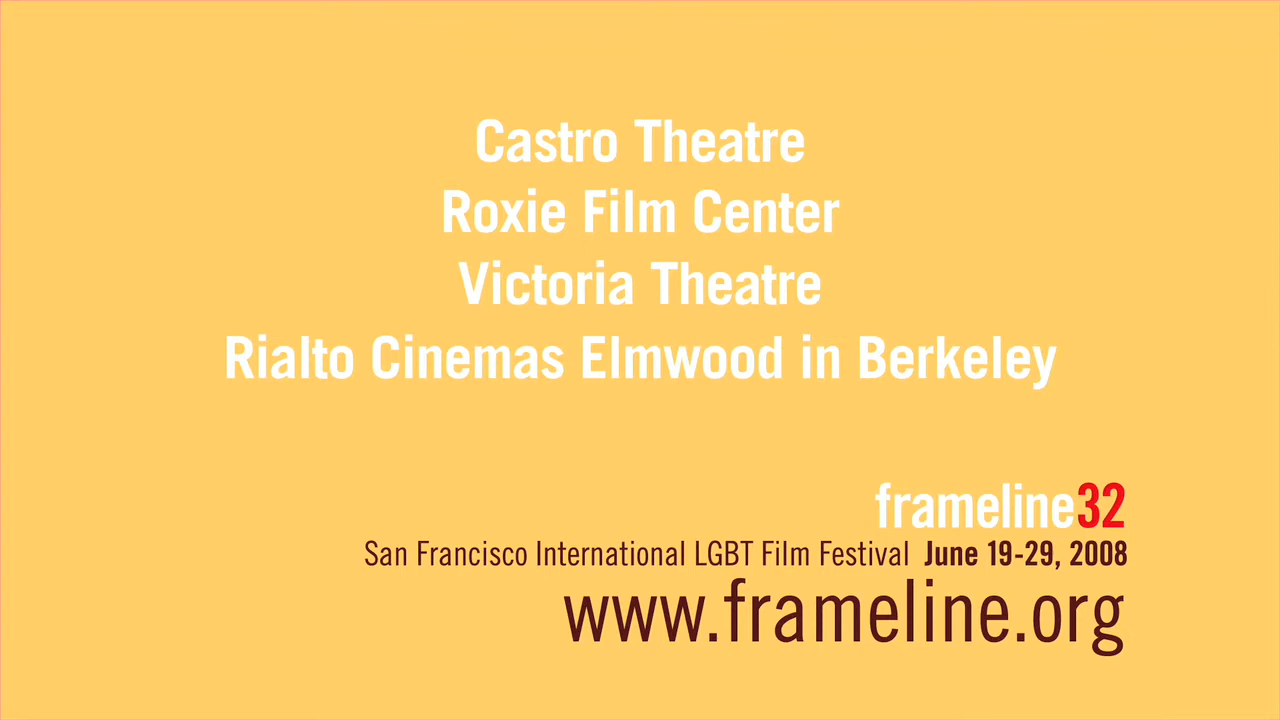 Castro Theatre
Roxie Film Center
Victoria Theatre
Rialto Cinemas Elmwood in Berkeley
frameline32
San Francisco International LGBT Film Festival June 19-29, 2008
www.frameline.org